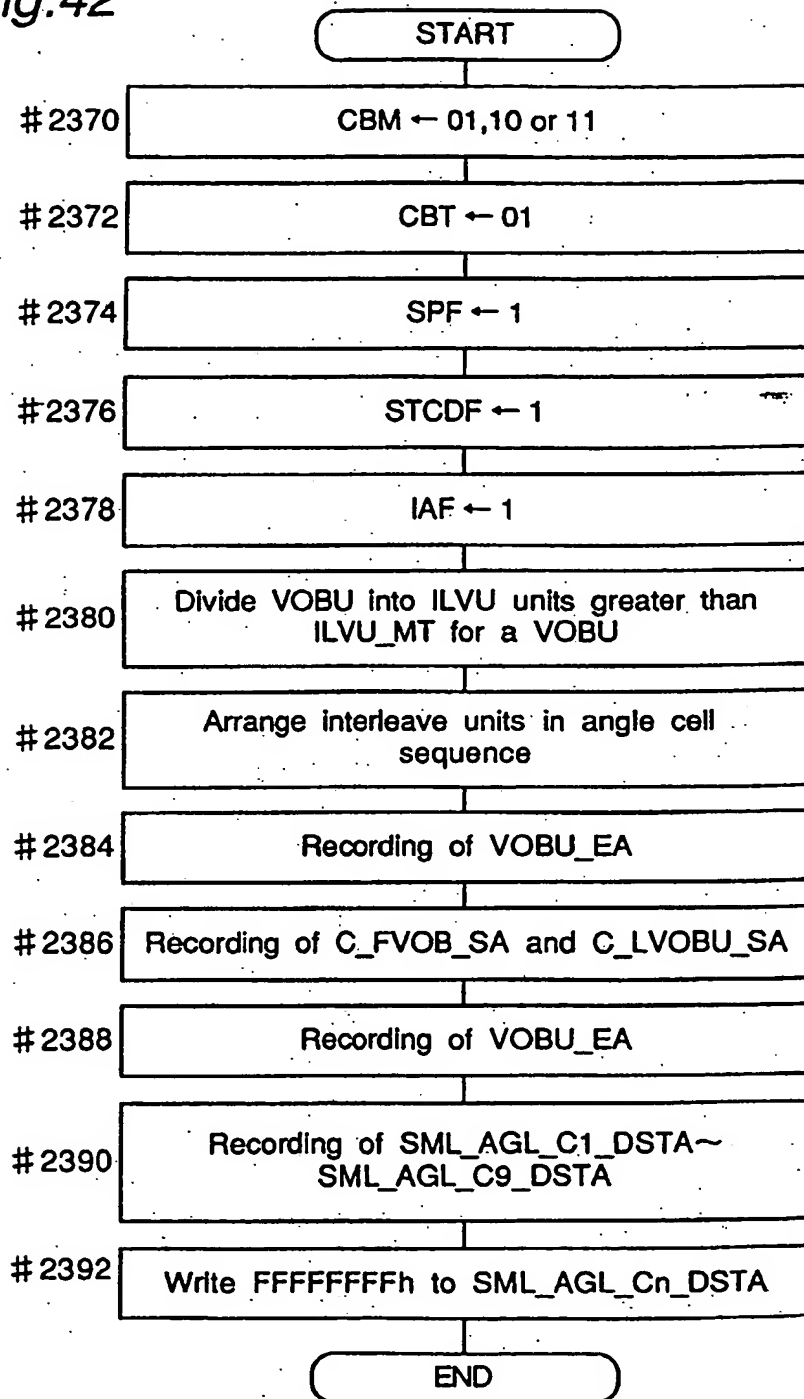 ig.42
START
#2370 CBM ← 01,10 or 11
#2372 CBT ← 01
#2374 SPF ← 1
#2376 STCDF ← 1
#2378 IAF ← 1
#2380 Divide VOBU into ILVU units greater than
ILVU_MT for a VOBU
#2382 Arrange interleave units in angle cell
sequence
#2384 Recording of VOBU_EA
#2386 Recording of C_FVOB_SA and C_LVOBU_SA
#2388 Recording of VOBU_EA
#2390 Recording of SML_AGL_C1_DSTA~
SML_AGL_C9_DSTA
#2392 Write FFFFFFFFh to SML_AGL_Cn_DSTA
END